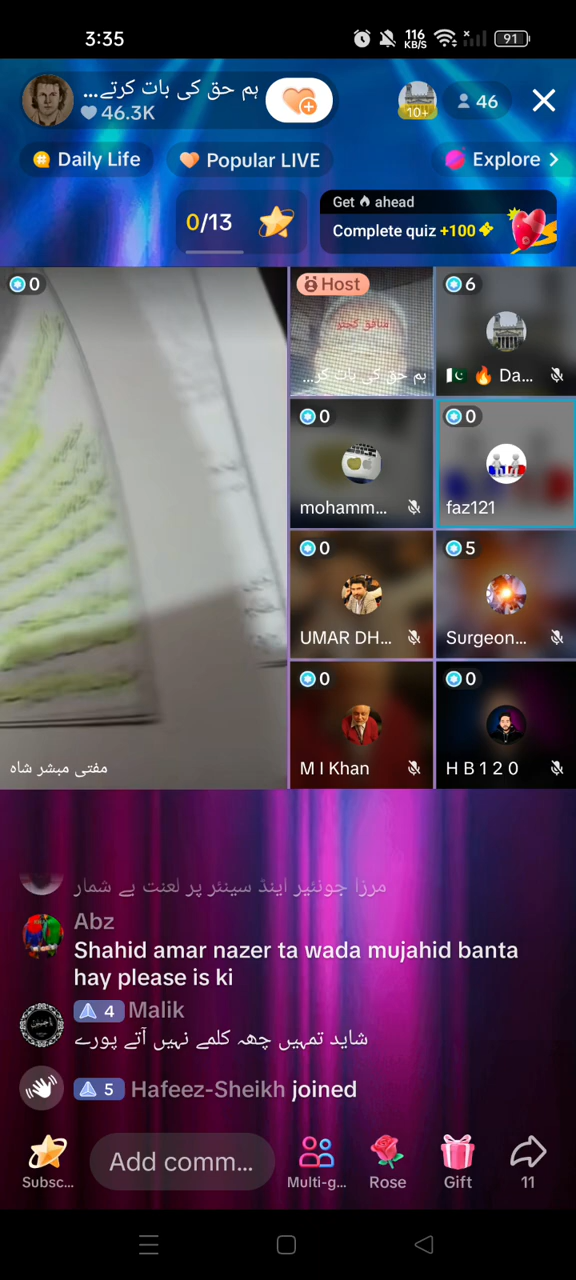 3:35
116
KB/S
91
ہم حق کی بات کرتے...
46.3K
10+
46
Daily Life
Popular LIVE
Explore
0/13
Get ahead
Complete quiz +100
0
Host
منافق کجتر
ہم حق کی بات کر...
6
Da...
0
mohamm...
0
faz121
0
UMAR DH...
5
Surgeon...
0
M I Khan
0
H B 1 2 0
مفتی مبشر شاہ
مرزا جونئیر اینڈ سینئر پر لعنت بے شمار
Abz
Shahid amar nazer ta wada mujahid banta
hay please is ki
4 Malik
شاید تمہیں چھہ کلمے نہیں آتے پورے
5 Hafeez-Sheikh joined
Subsc...
Add comm...
Multi-g...
Rose
Gift
11